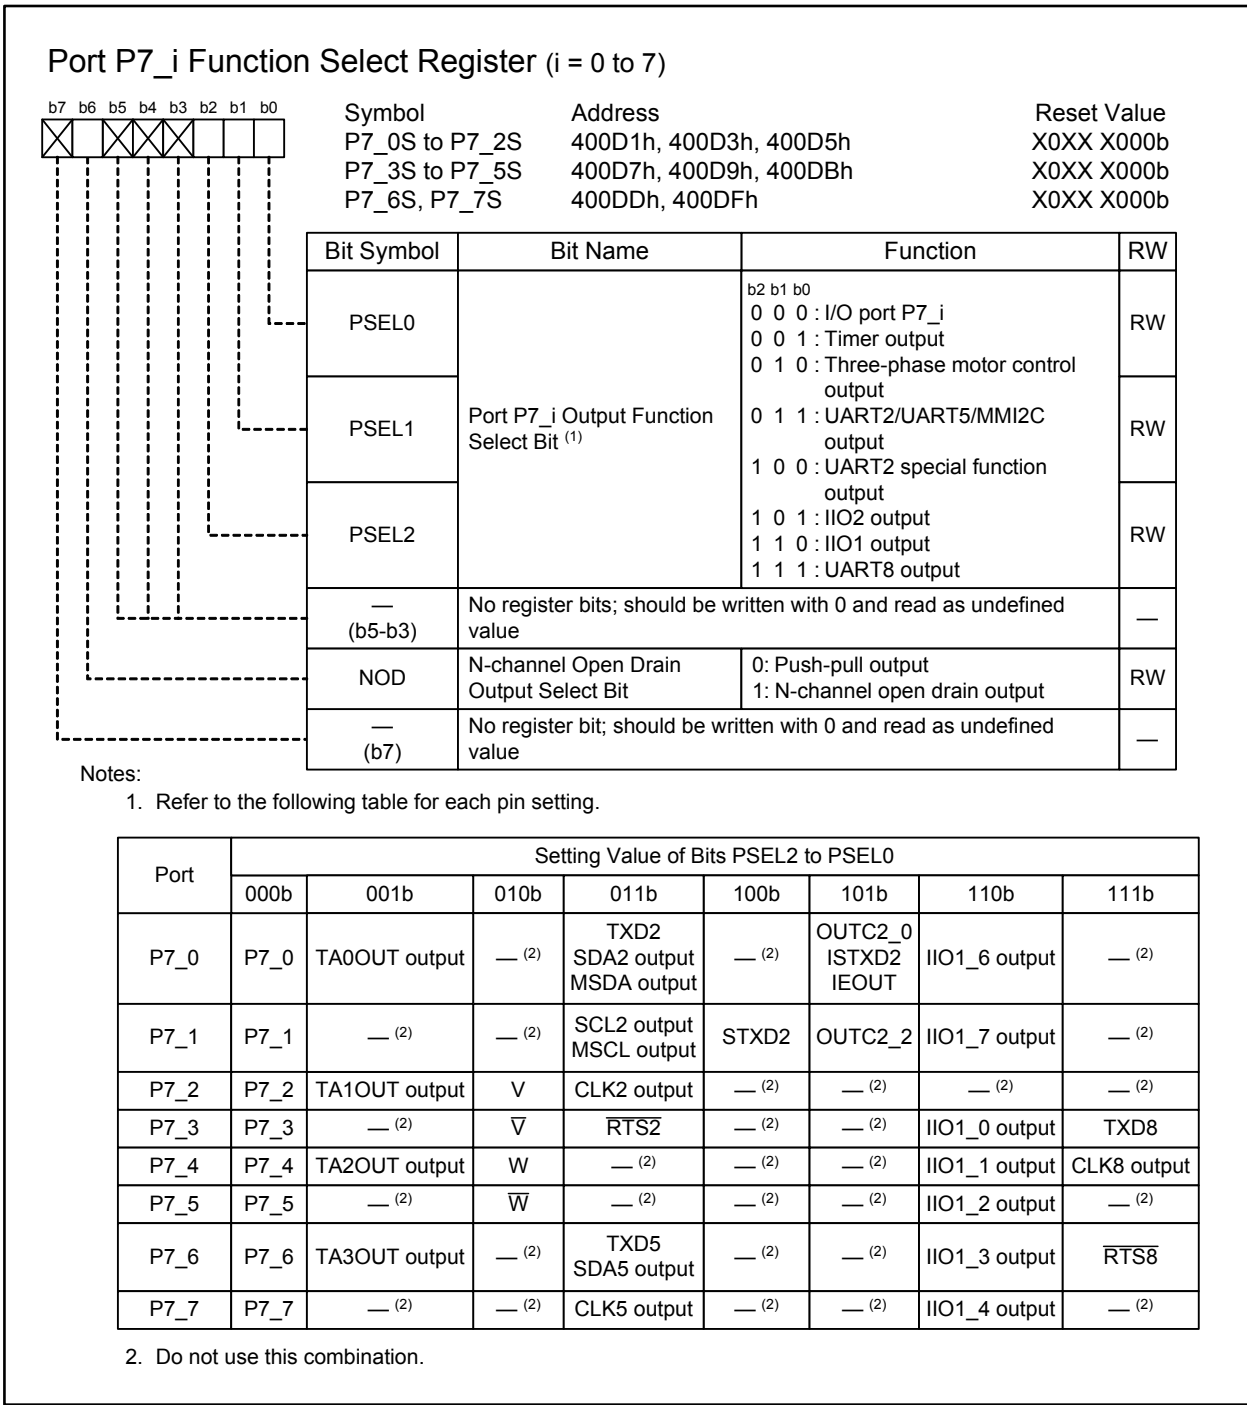 Port P7_i Function Select Register (i = 0 to 7)
b7 b6 b5 b4 b3 b2 b1 b0
Symbol Address Reset Value
P7_0S to P7_2S 400D1h, 400D3h, 400D5h X0XX X000b
P7_3S to P7_5S 400D7h, 400D9h, 400DBh X0XX X000b
P7_6S, P7_7S 400DDh, 400DFh X0XX X000b
Bit Symbol Bit Name Function RW
PSEL0
PSEL1
PSEL2
Port P7_i Output Function
Select Bit (1)
b2 b1 b0
0 0 0 : I/O port P7_i
0 0 1 : Timer output
0 1 0 : Three-phase motor control
output
0 1 1 : UART2/UART5/MMI2C
output
1 0 0 : UART2 special function
output
1 0 1 : IIO2 output
1 1 0 : IIO1 output
1 1 1 : UART8 output
RW
RW
RW
—
(b5-b3)
No register bits; should be written with 0 and read as undefined
value
—
NOD
N-channel Open Drain
Output Select Bit
0: Push-pull output
1: N-channel open drain output
RW
—
(b7)
No register bit; should be written with 0 and read as undefined
value
—
Notes:
1. Refer to the following table for each pin setting.
Port Setting Value of Bits PSEL2 to PSEL0
000b 001b 010b 011b 100b 101b 110b 111b
P7_0 P7_0 TA0OUT output — (2)
TXD2
SDA2 output
MSDA output
— (2)
OUTC2_0
ISTXD2
IEOUT
IIO1_6 output — (2)
P7_1 P7_1 — (2) — (2)
SCL2 output
MSCL output
STXD2 OUTC2_2 IIO1_7 output — (2)
P7_2 P7_2 TA1OUT output V CLK2 output — (2) — (2) — (2) — (2)
P7_3 P7_3 — (2) V̅ R̅T̅S̅2̅ — (2) — (2) IIO1_0 output TXD8
P7_4 P7_4 TA2OUT output W — (2) — (2) — (2) IIO1_1 output CLK8 output
P7_5 P7_5 — (2) W̅ — (2) — (2) — (2) IIO1_2 output — (2)
P7_6 P7_6 TA3OUT output — (2)
TXD5
SDA5 output
— (2) — (2) IIO1_3 output R̅T̅S̅8̅
P7_7 P7_7 — (2) — (2) CLK5 output — (2) — (2) IIO1_4 output — (2)
2. Do not use this combination.